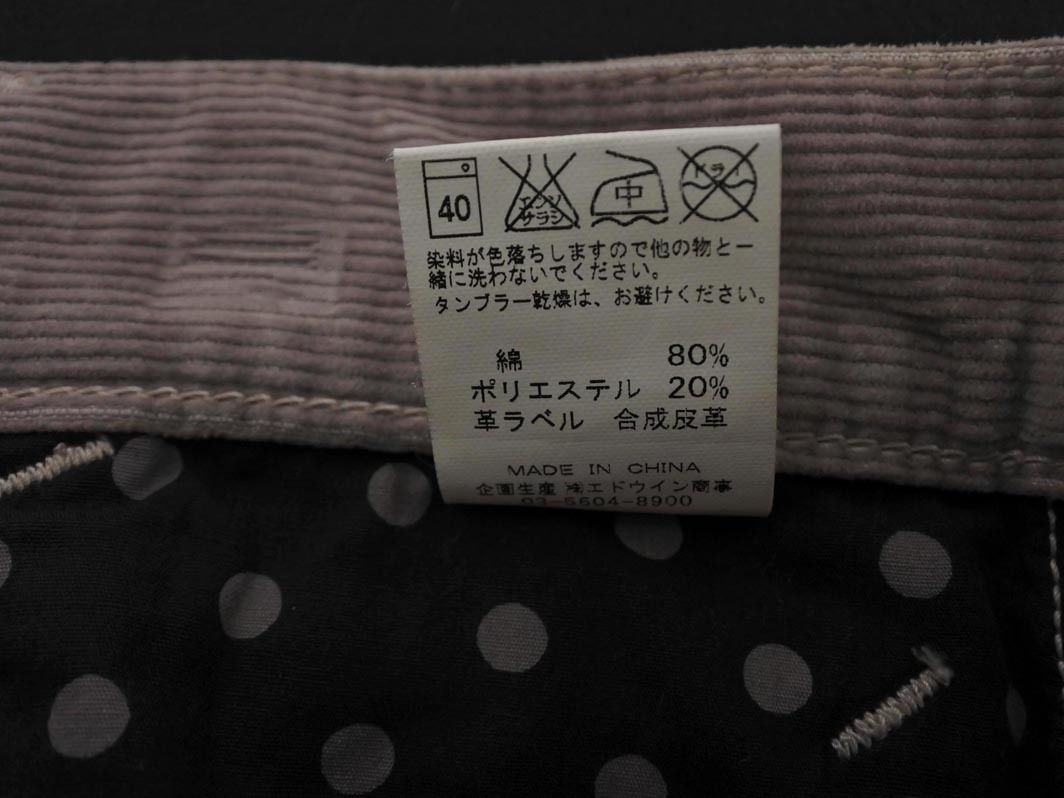 40 エンソサラシ 中 ドライ
染料が色落ちしますので他の物と一
緒に洗わないでください。
タンブラー乾燥は、お避けください。
綿 80%
ポリエステル 20%
革ラベル 合成皮革
MADE IN CHINA
企画生産 ㈱エドウイン商事
03-5604-8900